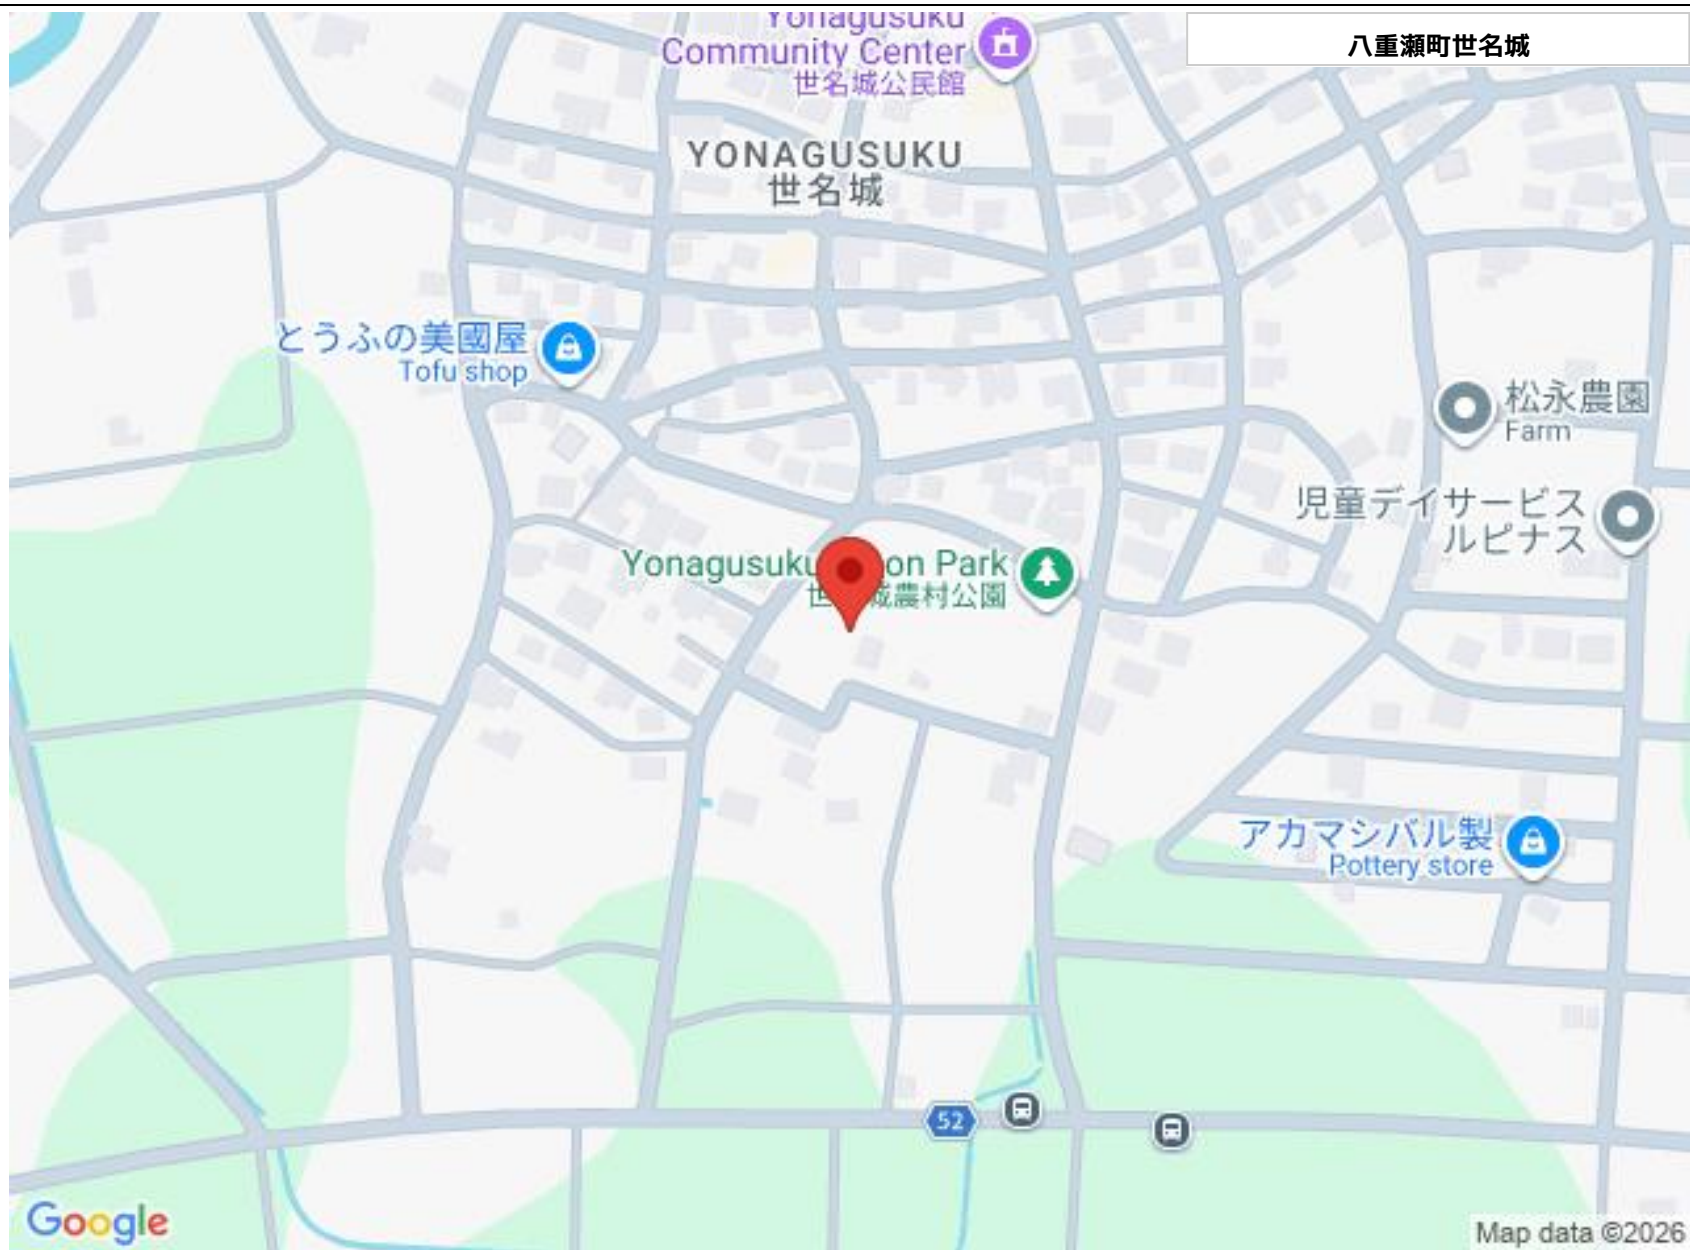 Yonagusuku
Community Center
世名城公民館
八重瀬町世名城
YONAGUSUKU
世名城
とうふの美國屋
Tofu shop
松永農園
Farm
児童デイサービス
ルピナス
Yonagusuku on Park
世 城農村公園
アカマシバル製
Pottery store
52
Google
Map data ©2026